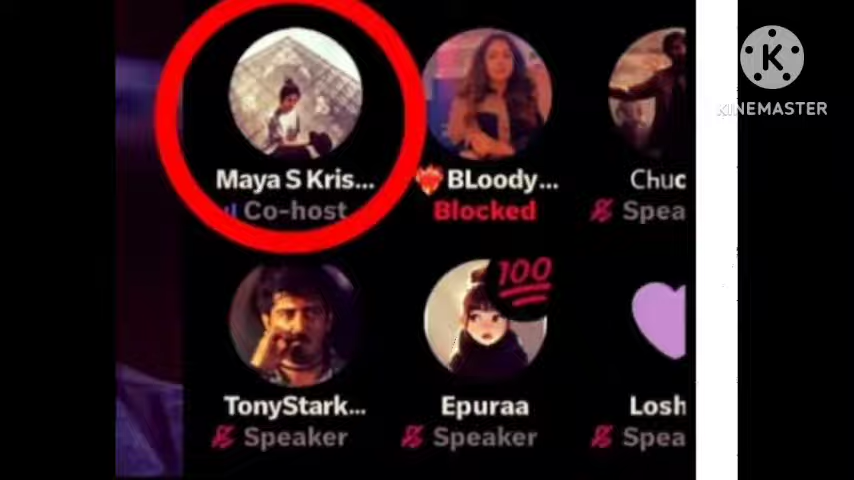 K
KINEMASTER
Maya S Kris...
❤️‍🔥 BLoody...
Chuc
Co-host
Blocked
Spea
100
TonyStark...
Epuraa
Losh
Speaker
Speaker
Spea